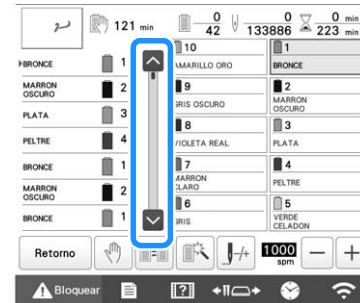 121 min
0
42
0
133886
0 min
223 min
BRONCE 1
MARRON
OSCURO 2
PLATA 3
PELTRE 4
BRONCE 1
MARRON
OSCURO 2
BRONCE 1
10
AMARILLO ORO
9
GRIS OSCURO
8
VIOLETA REAL
7
MARRON
CLARO
6
GRIS
1
BRONCE
2
MARRON
OSCURO
3
PLATA
4
PELTRE
5
VERDE
CELADON
Retorno
-/+
1000
spm
− +
Bloquear
?